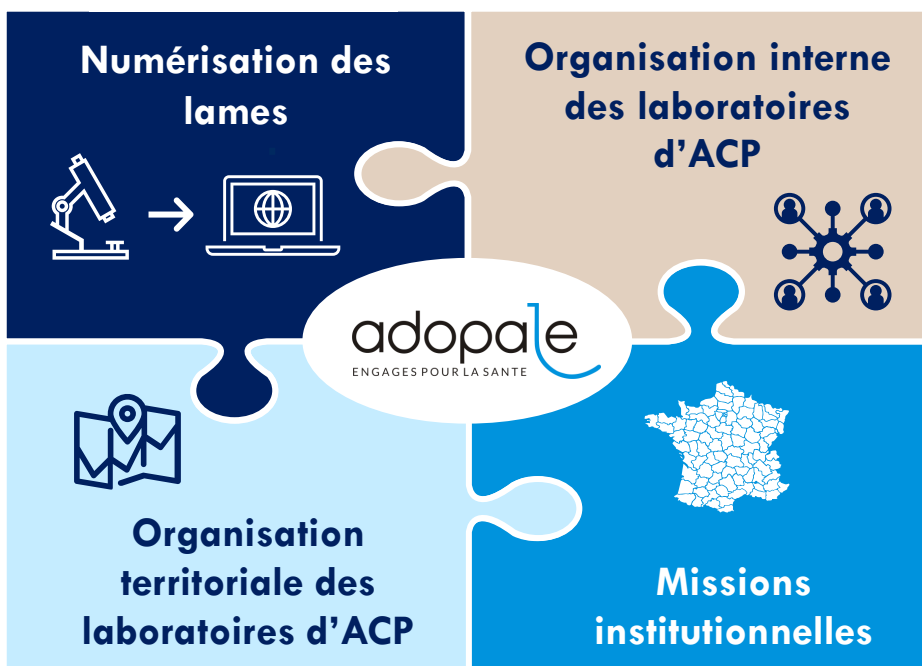 Numérisation des
lames
Organisation interne
des laboratoires
d'ACP
adopale
ENGAGES POUR LA SANTE
Organisation
territoriale des
laboratoires d'ACP
Missions
institutionnelles